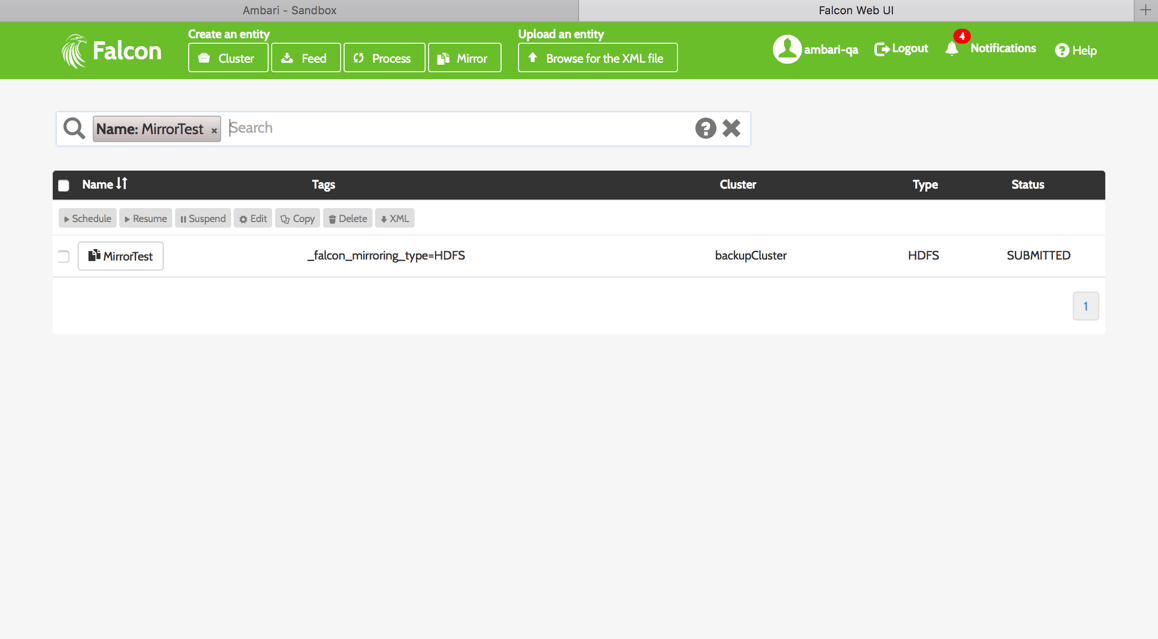 Ambari - Sandbox
Falcon Web UI
Falcon
Create an entity
Cluster
Feed
Process
Mirror
Upload an entity
Browse for the XML file
ambari-qa
Logout
4
Notifications
Help
Name: MirrorTest ×
Search
Name
Tags
Cluster
Type
Status
Schedule
Resume
Suspend
Edit
Copy
Delete
XML
MirrorTest
_falcon_mirroring_type=HDFS
backupCluster
HDFS
SUBMITTED
1